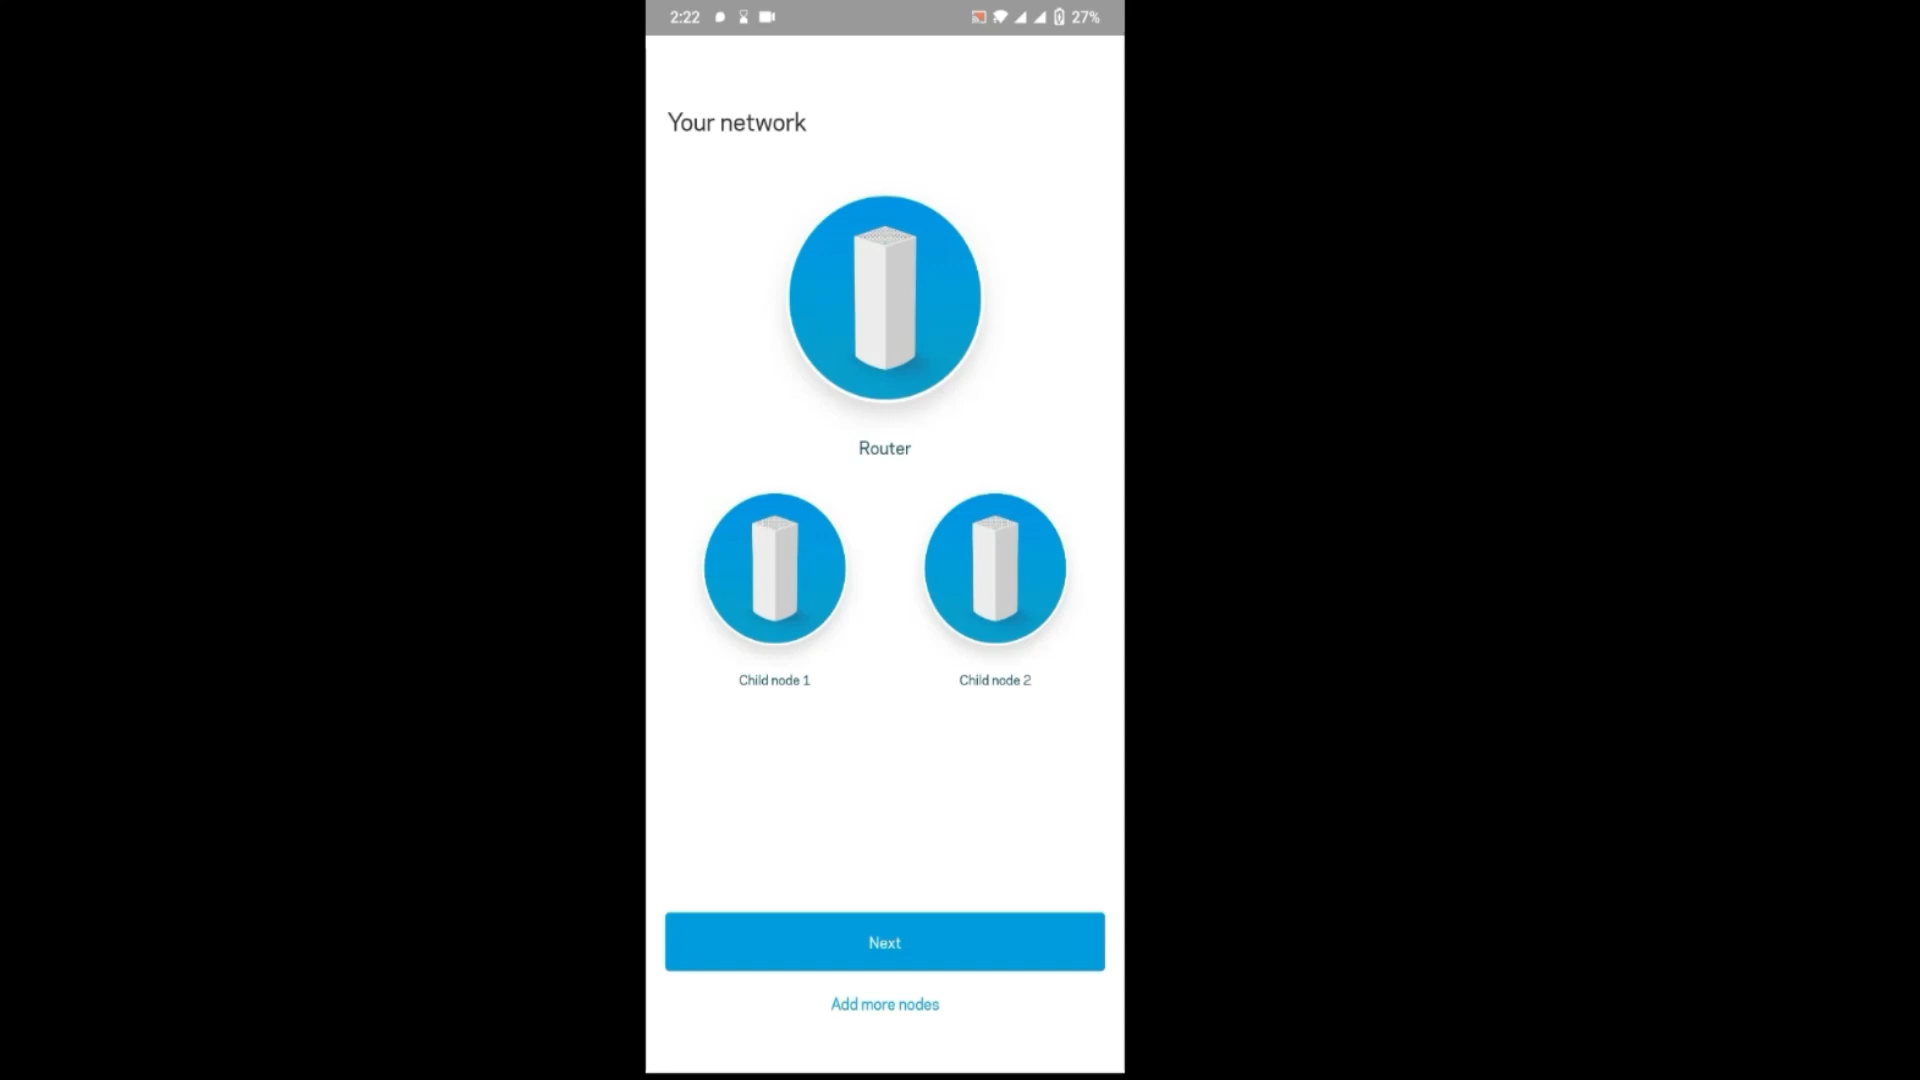 2:22 27%
Your network
Router
Child node 1 Child node 2
Next
Add more nodes